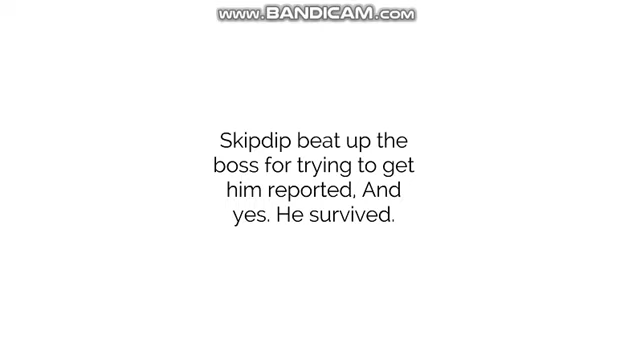 www.BANDICAM.com
Skipdip beat up the
boss for trying to get
him reported, And
yes. He survived.